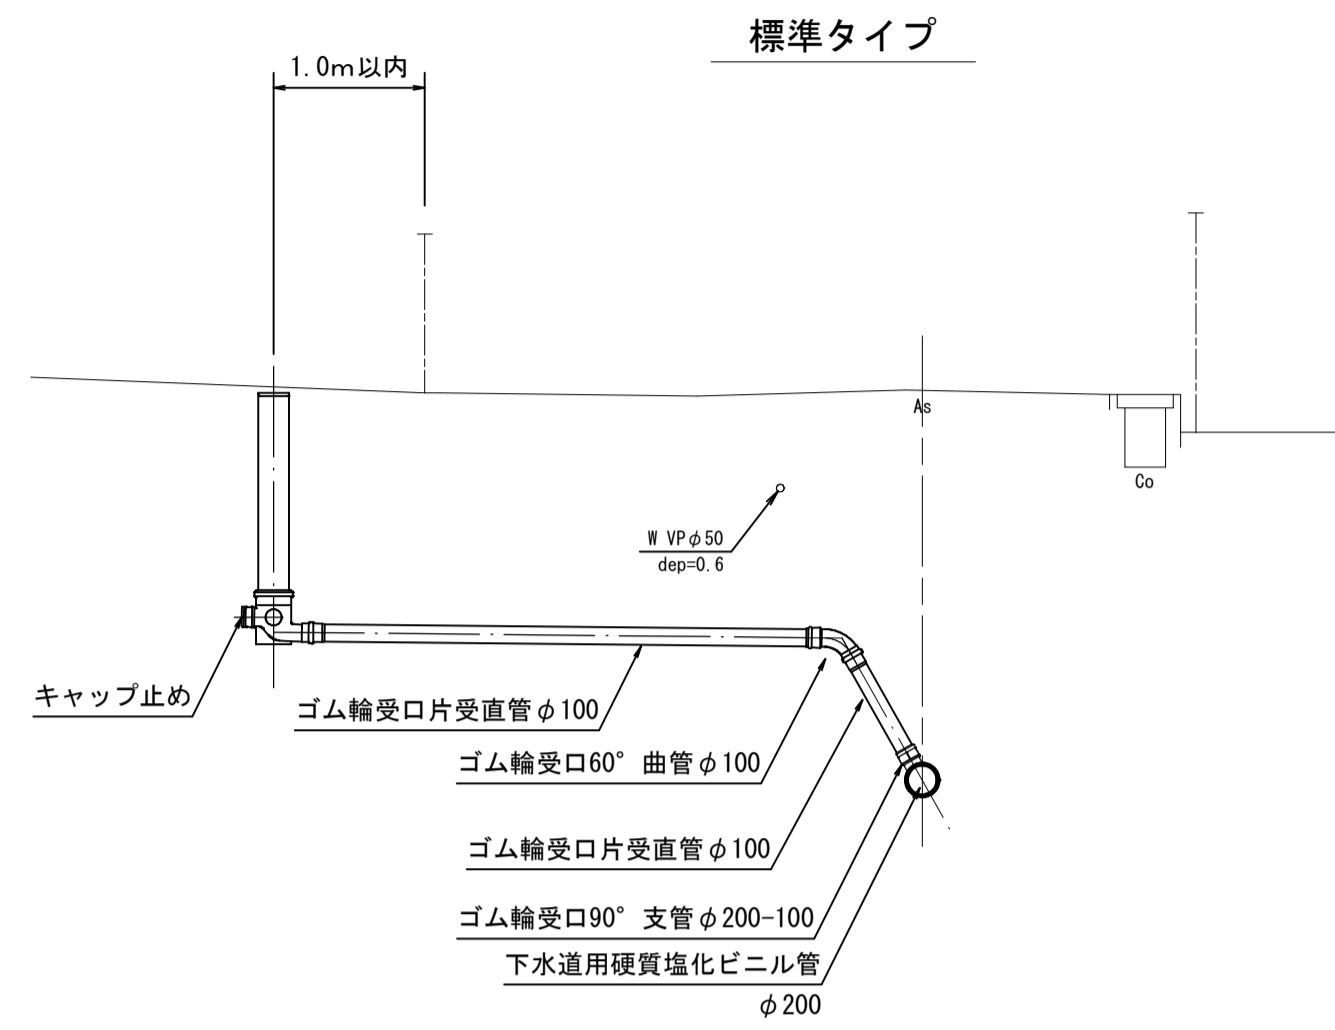 標準タイプ
1.0m以内
As
Co
W VPφ50
dep=0.6
キャップ止め
ゴム輪受口片受直管φ100
ゴム輪受口60° 曲管φ100
ゴム輪受口片受直管φ100
ゴム輪受口90° 支管φ200-100
下水道用硬質塩化ビニル管
φ200